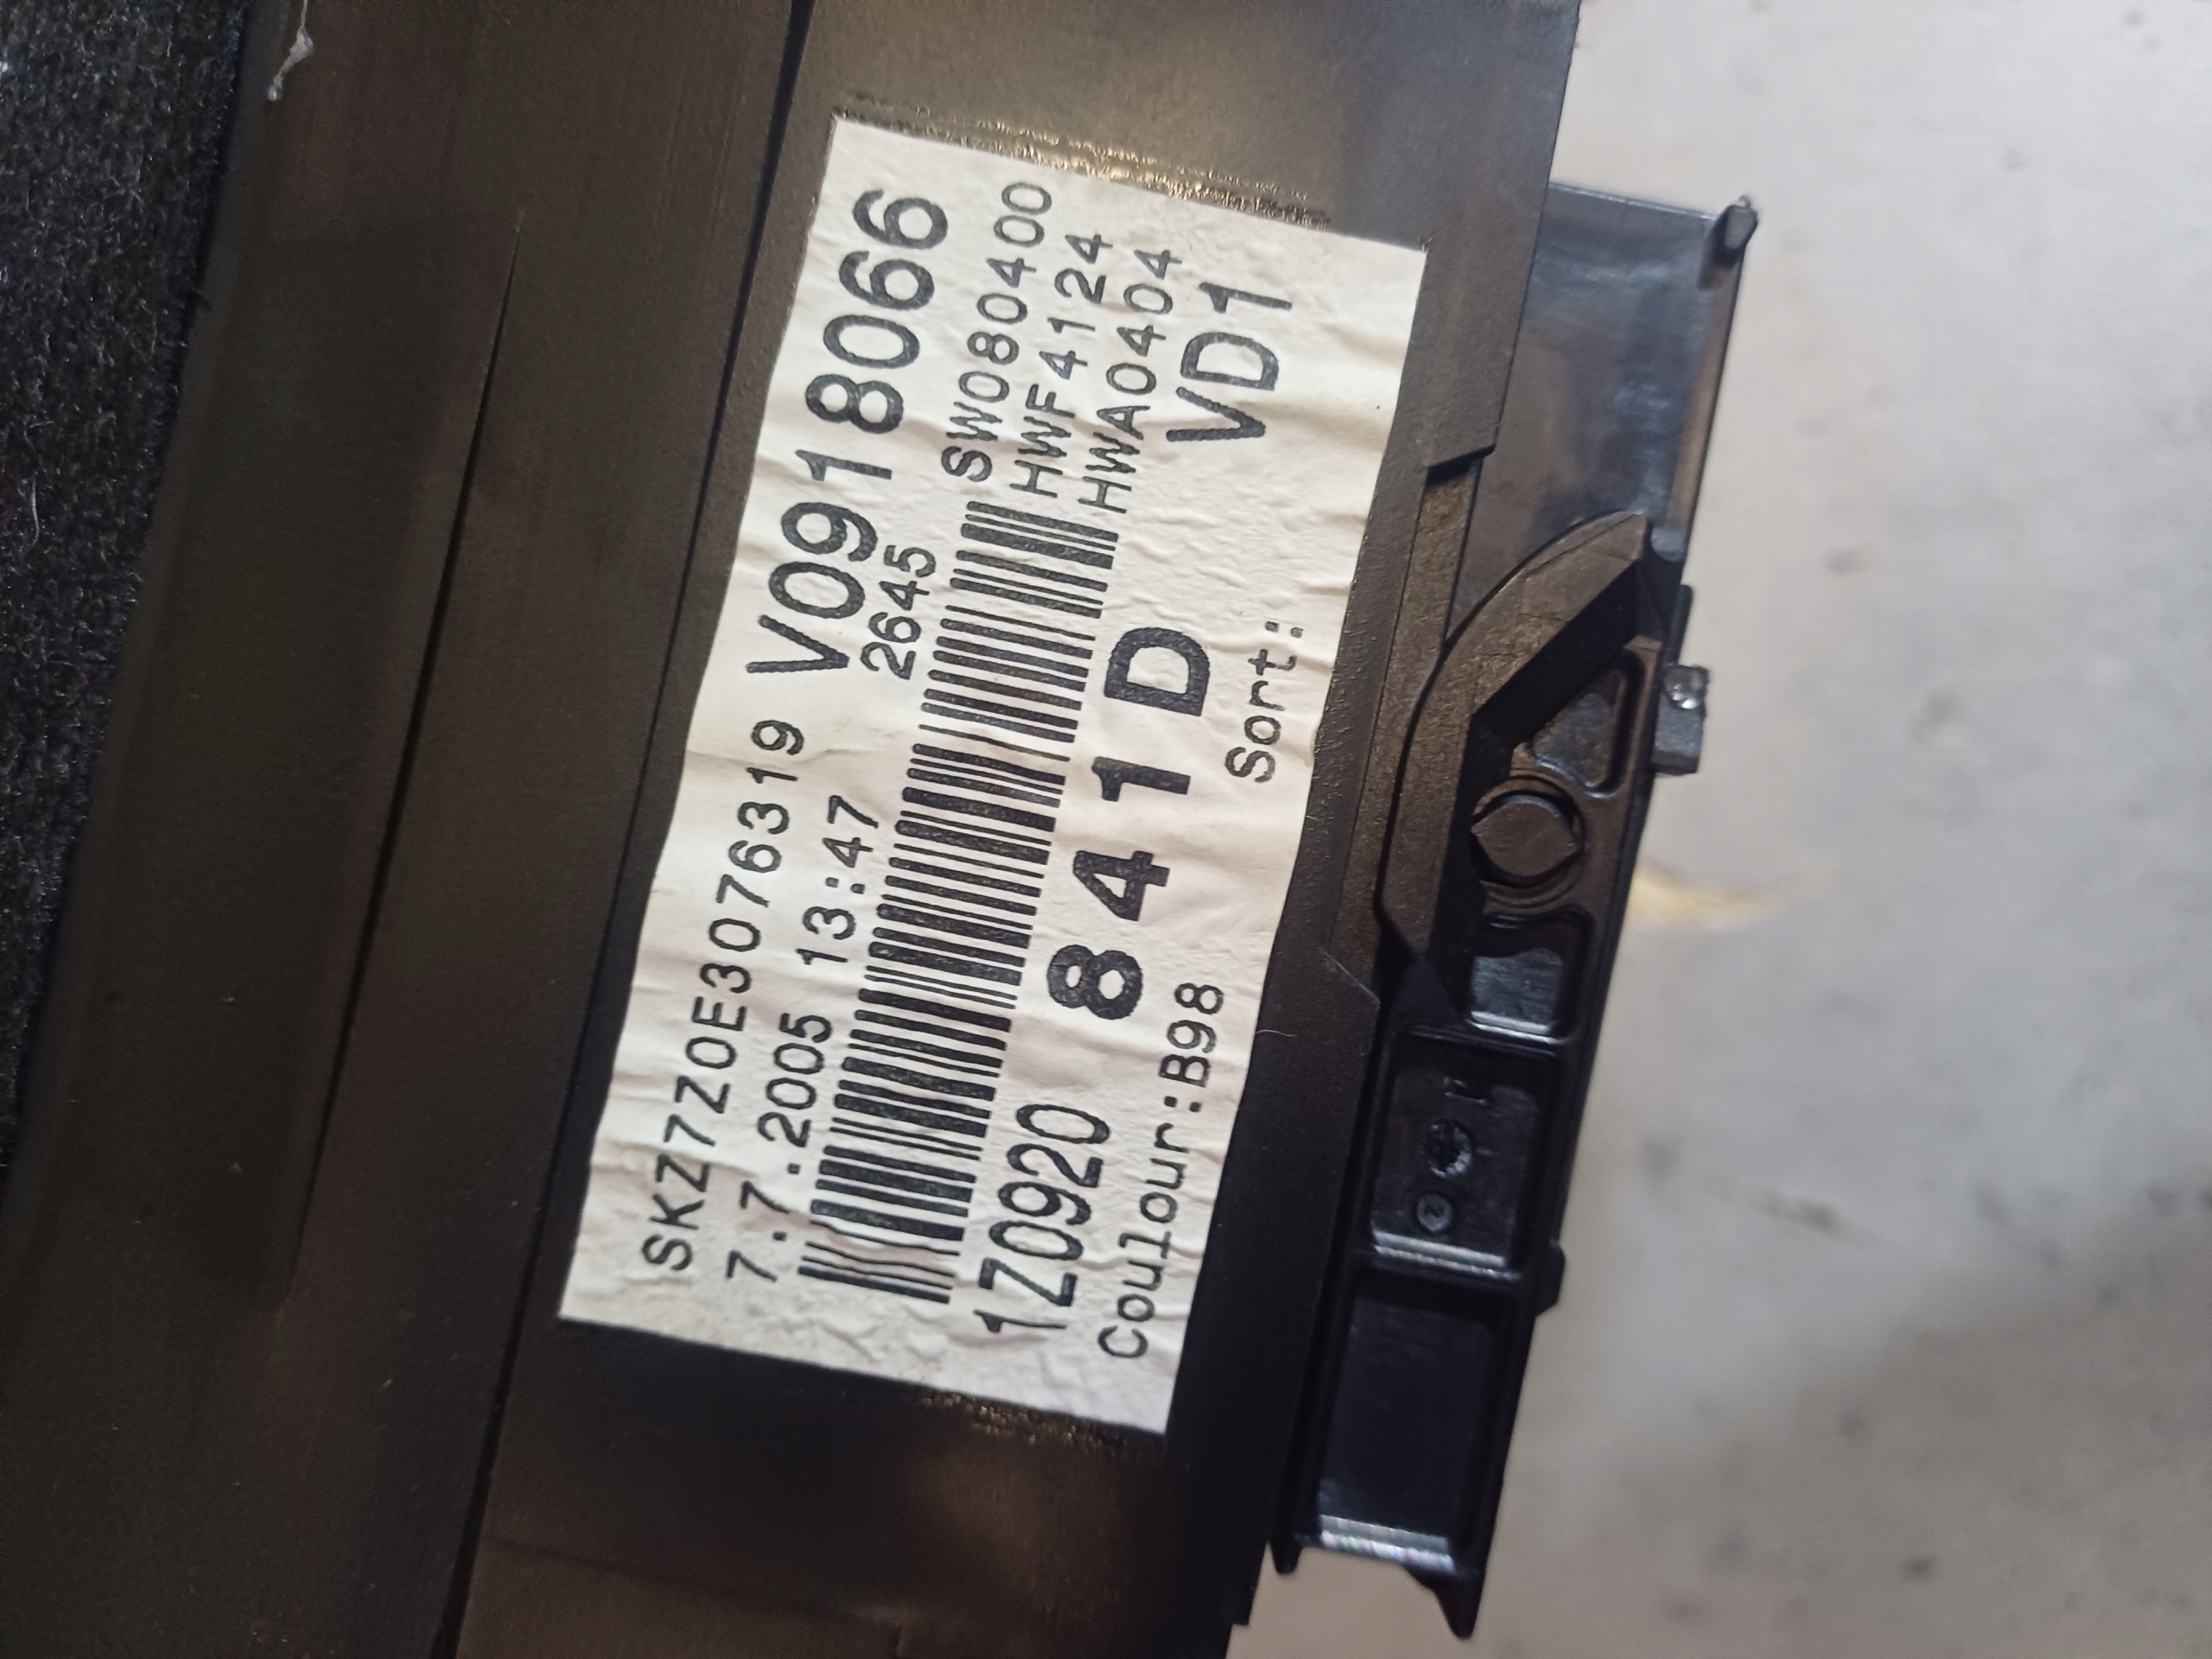 SKZ7Z0E3076319 V0918066
7.7.2005 13:47 2645
SW080400
HWF4124
HWA0404
1Z0920 841D VD1
Coulour:B98 Sort: